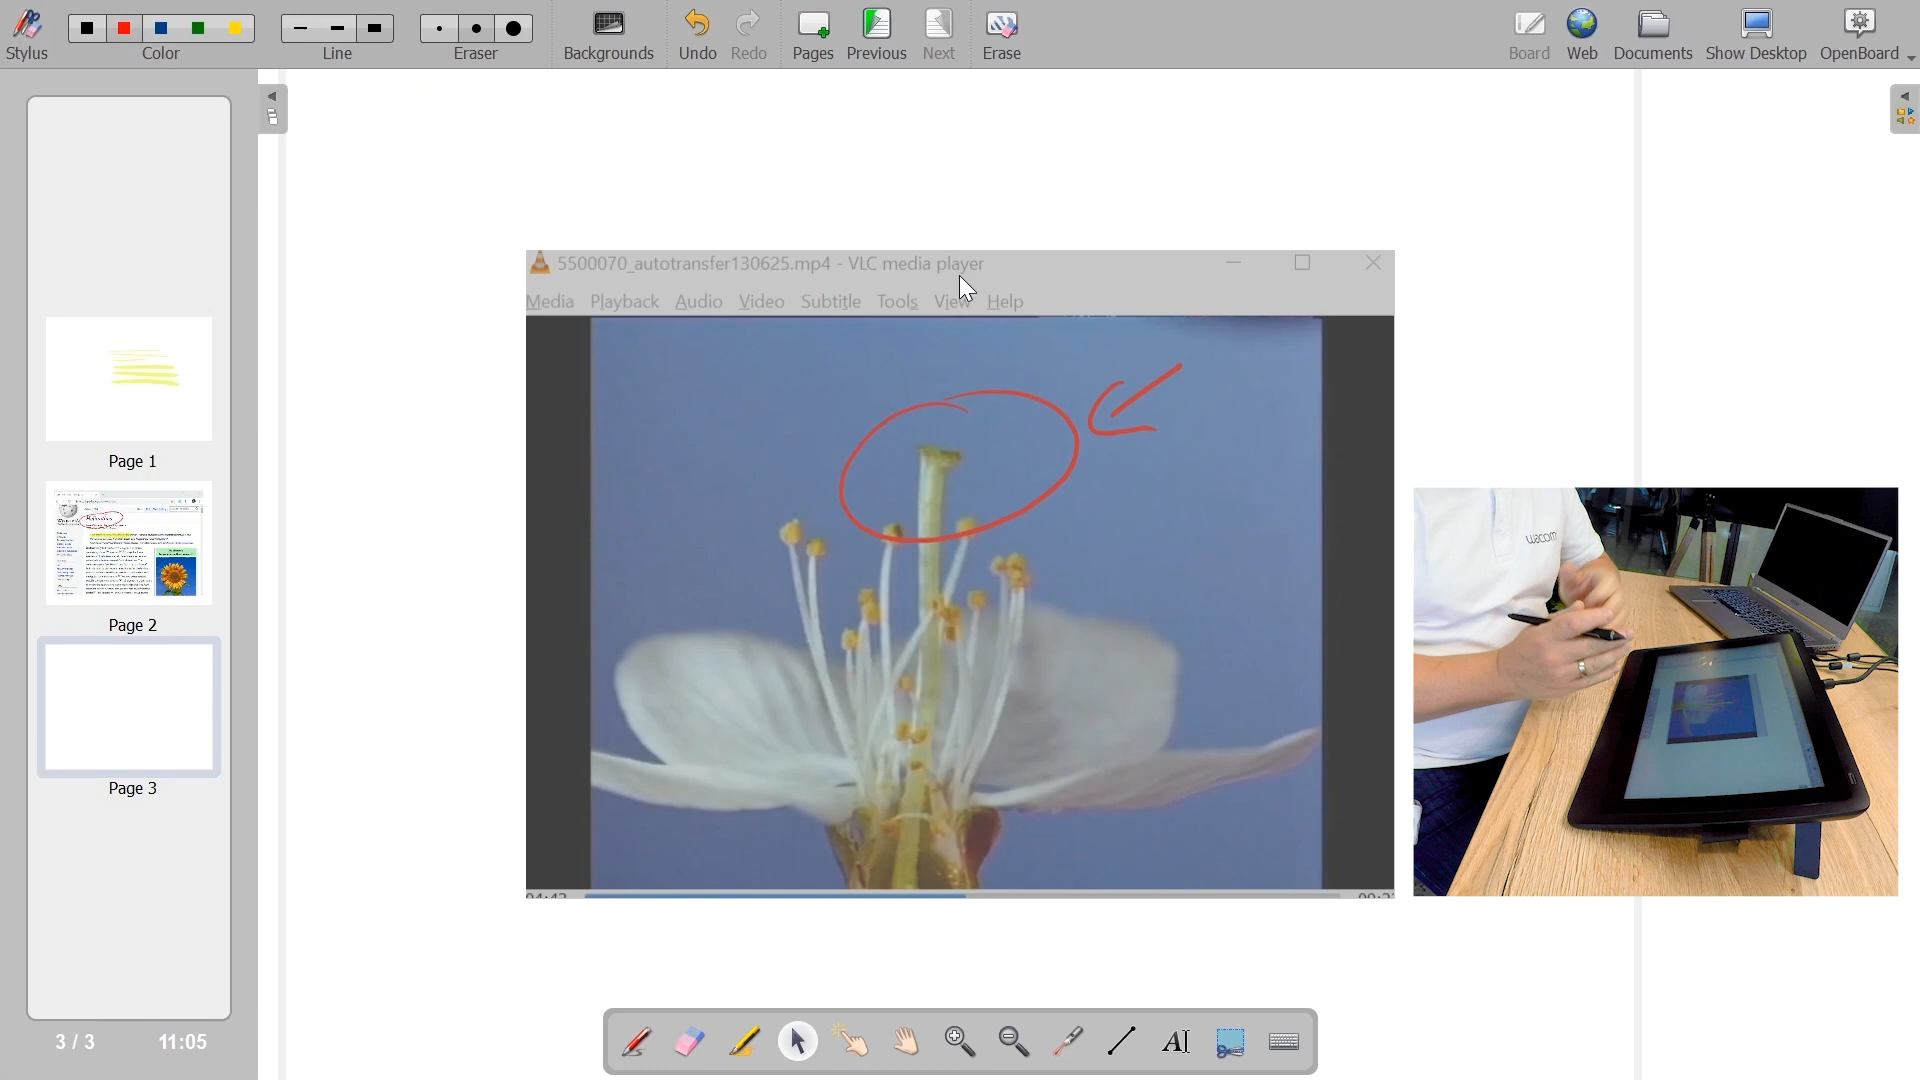 Stylus Color Line Eraser Backgrounds Undo Redo Pages Previous Next Erase Board Web Documents Show Desktop OpenBoard
5500070_autotransfer130625.mp4 - VLC media player
Media Playback Audio Video Subtitle Tools View Help
Page 1
Page 2
Page 3
wacom
3 / 3 11:05